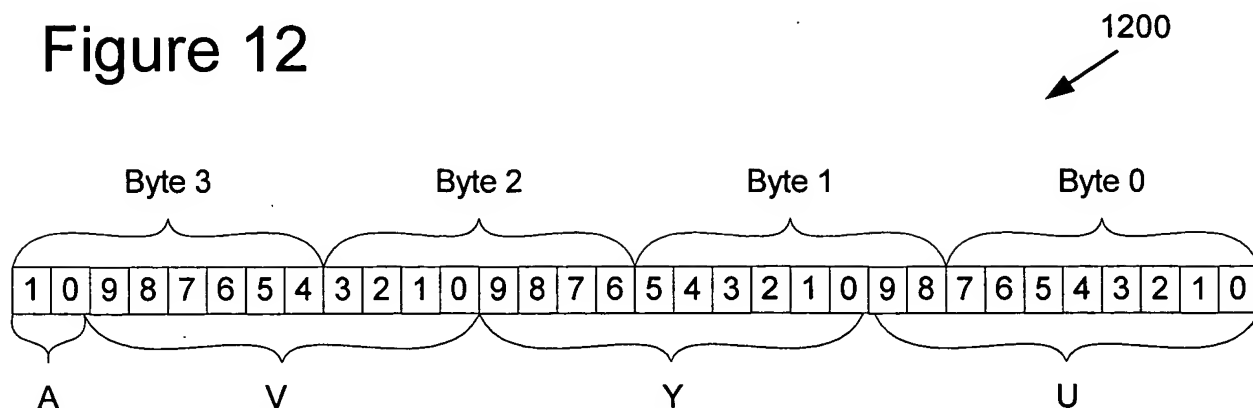 Figure 12
1200
Byte 3 Byte 2 Byte 1 Byte 0
1 0 9 8 7 6 5 4 3 2 1 0 9 8 7 6 5 4 3 2 1 0 9 8 7 6 5 4 3 2 1 0
A V Y U